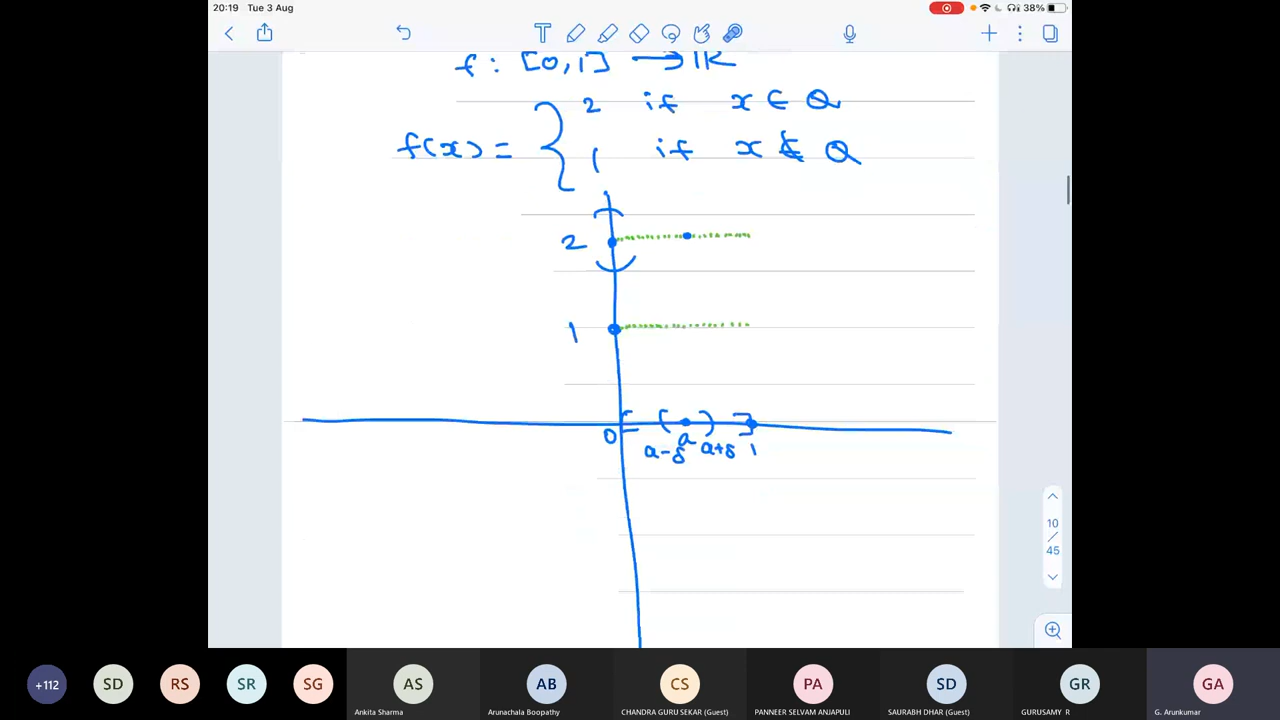 20:19 Tue 3 Aug
38%
T
f : [0,1] → ℝ
f(x) = { 2 if x ∈ Q
1 if x ∉ Q
2
1
0
a
a-δ a+δ 1
10
/
45
+112 SD RS SR SG AS AB CS PA SD GR GA
Ankita Sharma Arunachala Boopathy CHANDRA GURU SEKAR (Guest) PANNEER SELVAM ANJAPULI SAURABH DHAR (Guest) GURUSAMY R G. Arunkumar